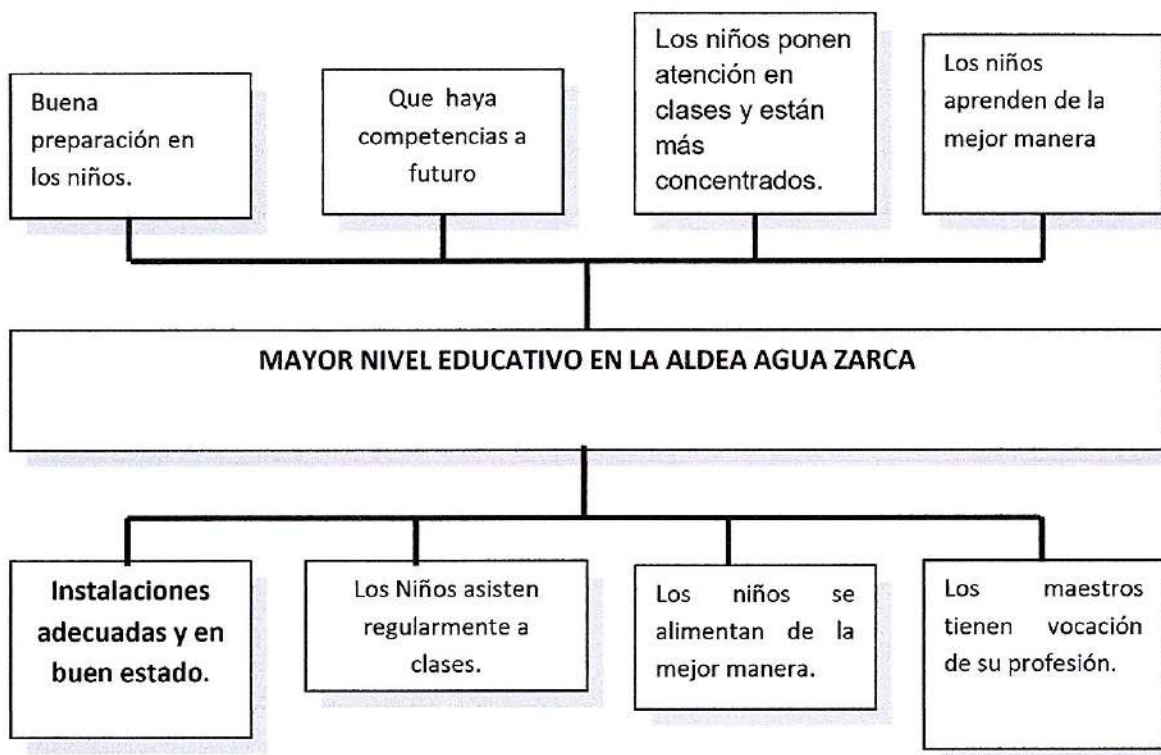 Buena
preparación en
los niños.
Que haya
competencias a
futuro
Los niños ponen
atención en
clases y están
más
concentrados.
Los niños
aprenden de la
mejor manera
MAYOR NIVEL EDUCATIVO EN LA ALDEA AGUA ZARCA
Instalaciones
adecuadas y en
buen estado.
Los Niños asisten
regularmente a
clases.
Los niños se
alimentan de la
mejor manera.
Los maestros
tienen vocación
de su profesión.